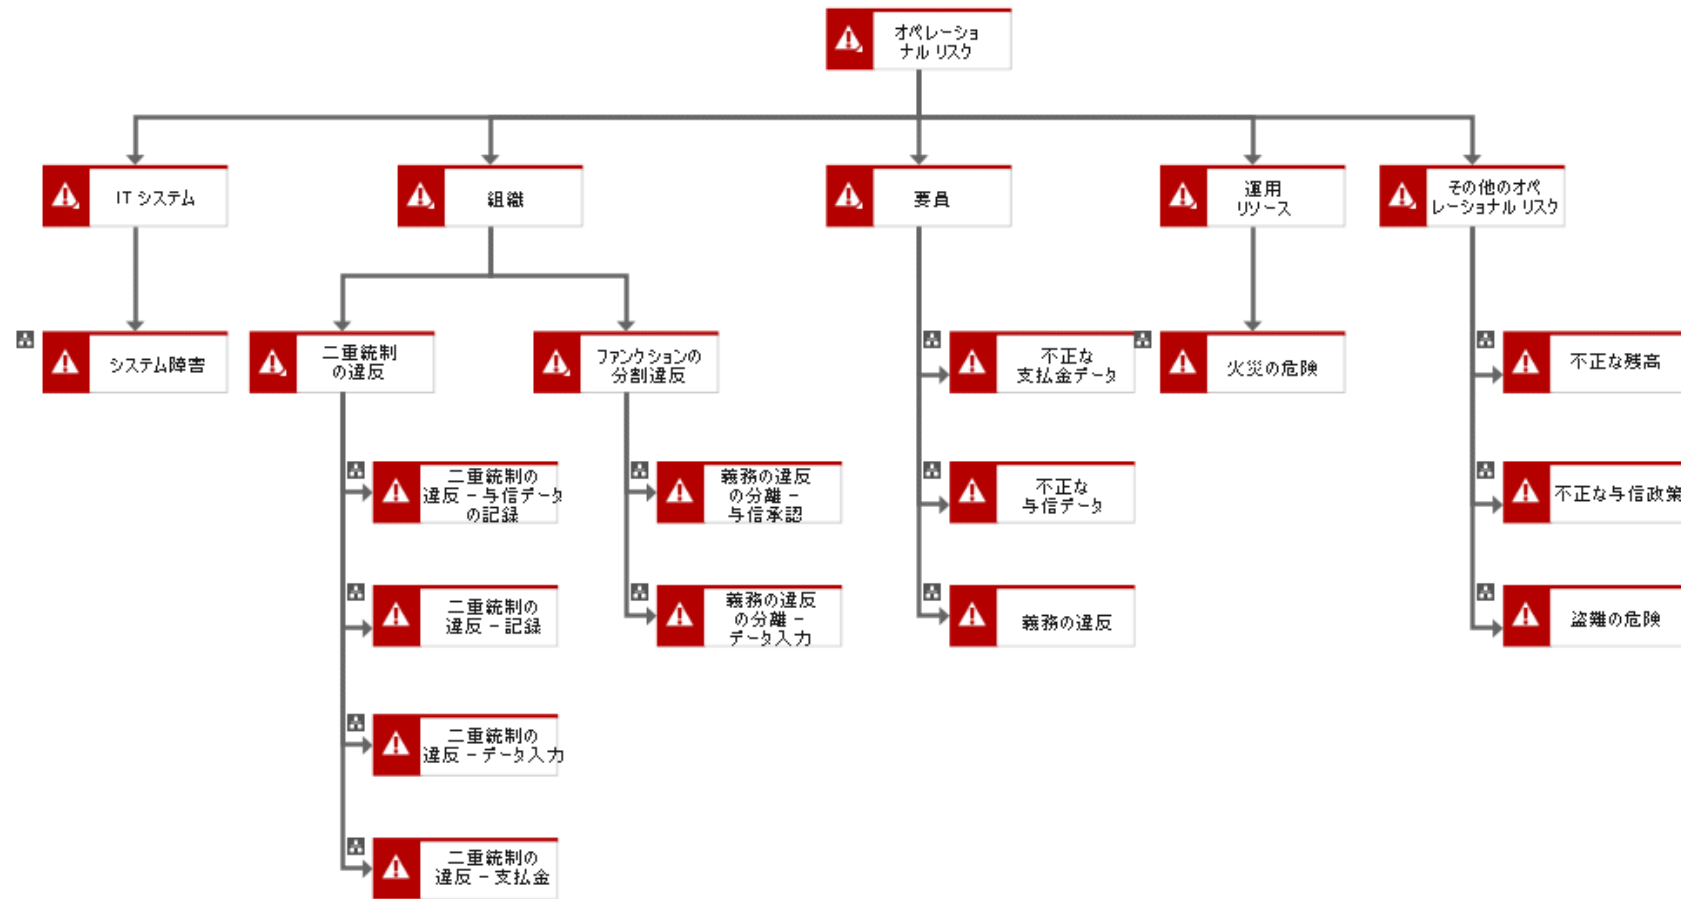 オペレーショ
ナル リスク
IT システム
組織
要員
運用
リソース
その他のオペ
レーショナル リスク
システム障害
二重統制
の違反
ファンクションの
分割違反
不正な
支払金データ
火災の危険
不正な残高
二重統制の
違反 – 与信データ
の記録
義務の違反
の分離 –
与信承認
不正な
与信データ
不正な与信政策
二重統制の
違反 – 記録
義務の違反
の分離 –
データ入力
義務の違反
盗難の危険
二重統制の
違反 – データ入力
二重統制の
違反 – 支払金